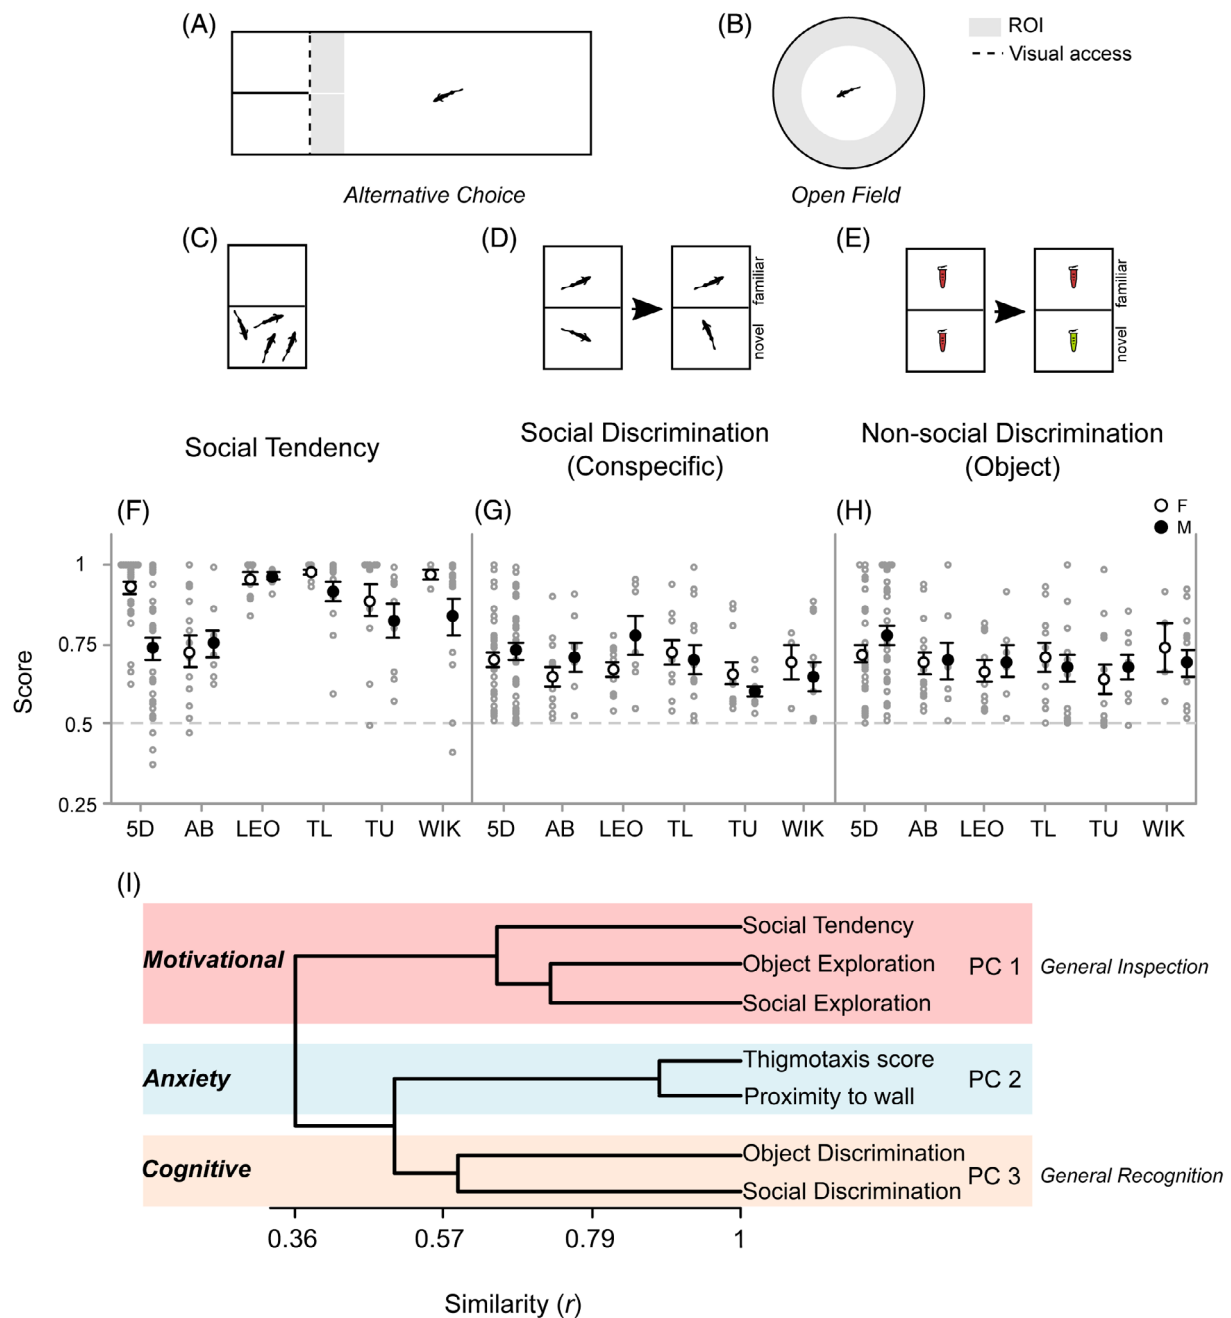 (A)
(B)
ROI
Visual access
Alternative Choice
Open Field
(C)
(D)
(E)
familiar
novel
familiar
novel
Social Tendency
Social Discrimination
(Conspecific)
Non-social Discrimination
(Object)
(F)
(G)
(H)
F
M
Score
1
0.75
0.5
0.25
5D AB LEO TL TU WIK
5D AB LEO TL TU WIK
5D AB LEO TL TU WIK
(I)
Motivational
Social Tendency
Object Exploration
Social Exploration
PC 1
General Inspection
Anxiety
Thigmotaxis score
Proximity to wall
PC 2
Cognitive
Object Discrimination
Social Discrimination
PC 3
General Recognition
0.36 0.57 0.79 1
Similarity (r)